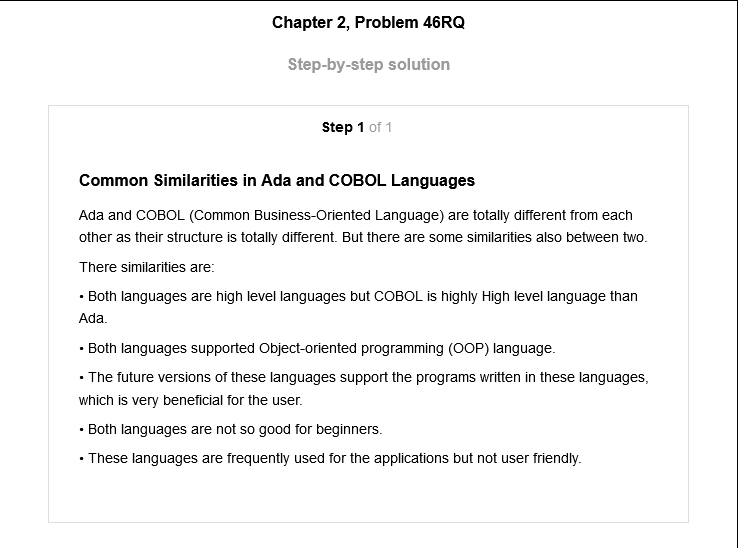 Chapter 2, Problem 46RQ
Step-by-step solution
Step 1 of 1
Common Similarities in Ada and COBOL Languages
Ada and COBOL (Common Business-Oriented Language) are totally different from each
other as their structure is totally different. But there are some similarities also between two.
There similarities are:
• Both languages are high level languages but COBOL is highly High level language than
Ada.
• Both languages supported Object-oriented programming (OOP) language.
• The future versions of these languages support the programs written in these languages,
which is very beneficial for the user.
• Both languages are not so good for beginners.
• These languages are frequently used for the applications but not user friendly.